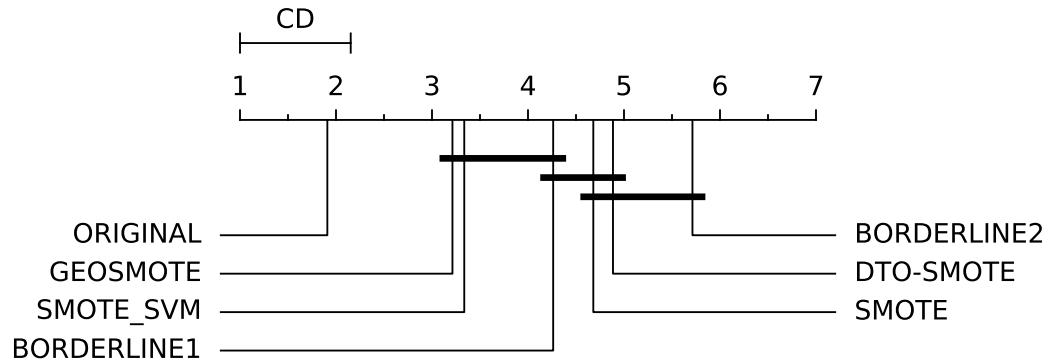 CD
1 2 3 4 5 6 7
ORIGINAL
BORDERLINE2
GEOSMOTE
DTO-SMOTE
SMOTE_SVM
SMOTE
BORDERLINE1